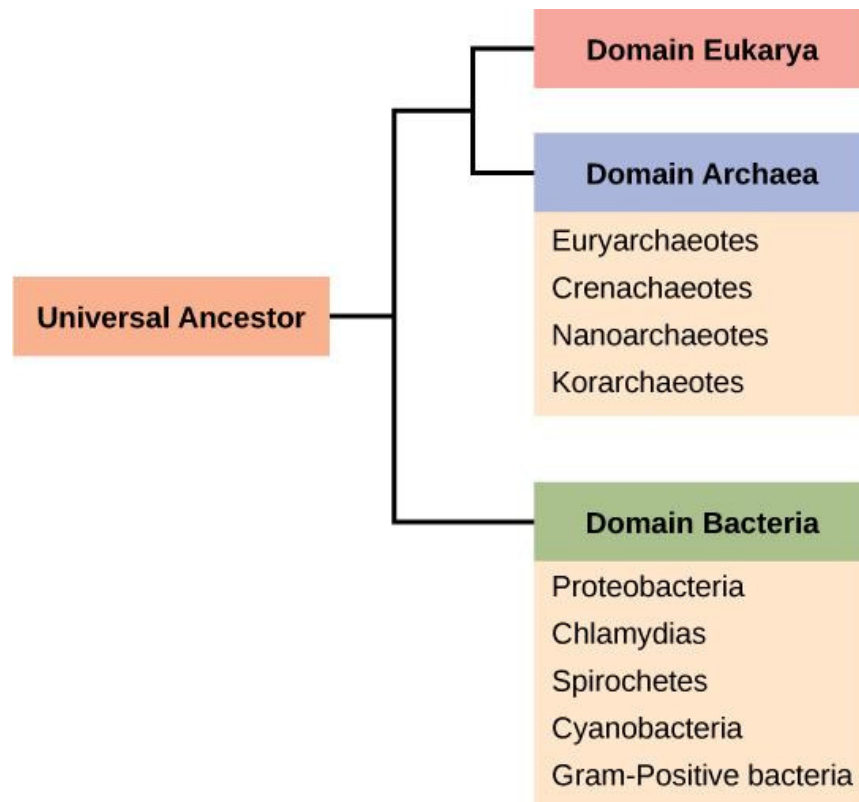 Domain Eukarya
Domain Archaea
Euryarchaeotes
Crenachaeotes
Nanoarchaeotes
Korarchaeotes
Universal Ancestor
Domain Bacteria
Proteobacteria
Chlamydias
Spirochetes
Cyanobacteria
Gram-Positive bacteria